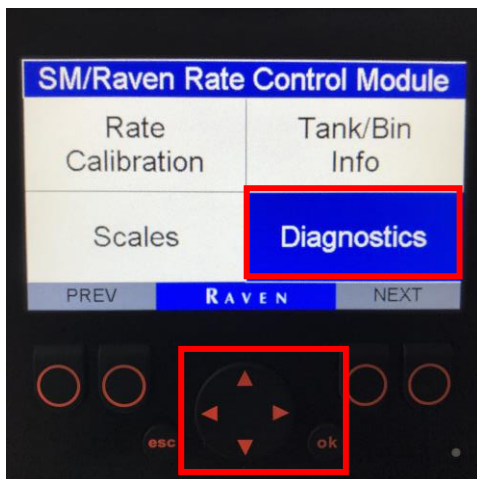 SM/Raven Rate Control Module
Rate
Calibration
Tank/Bin
Info
Scales
Diagnostics
PREV
RAVEN
NEXT
esc
ok